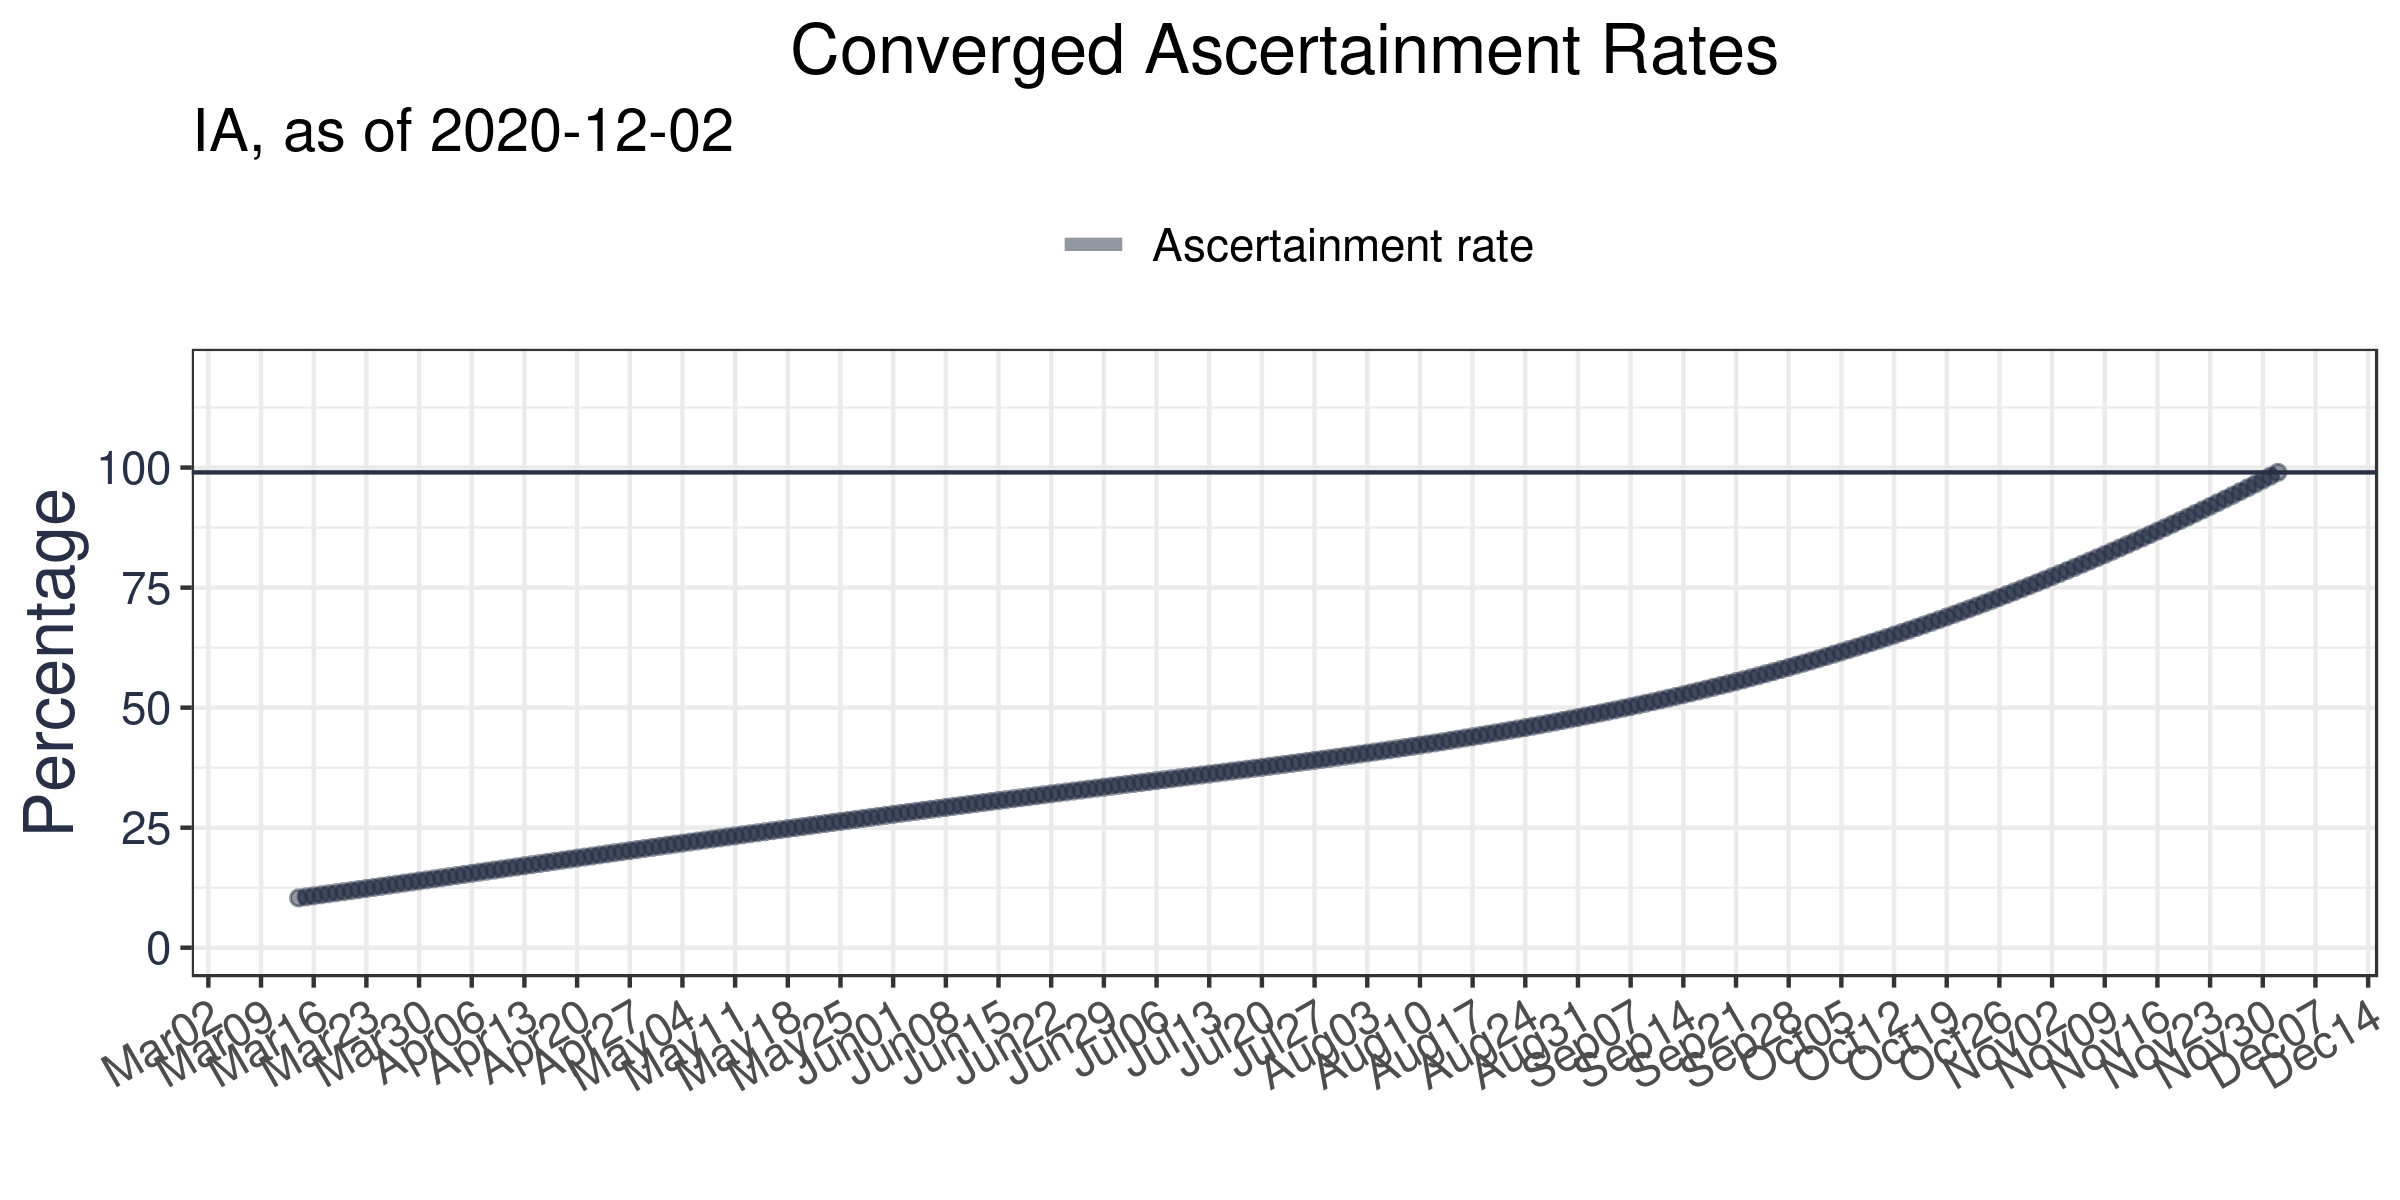 Converged Ascertainment Rates
IA, as of 2020-12-02
Ascertainment rate
Percentage
100
75
50
25
0
Mar02
Mar09
Mar16
Mar23
Mar30
Apr06
Apr13
Apr20
Apr27
May04
May11
May18
May25
Jun01
Jun08
Jun15
Jun22
Jun29
Jul06
Jul13
Jul20
Jul27
Aug03
Aug10
Aug17
Aug24
Aug31
Sep07
Sep14
Sep21
Sep28
Oct05
Oct12
Oct19
Oct26
Nov02
Nov09
Nov16
Nov23
Nov30
Dec07
Dec14